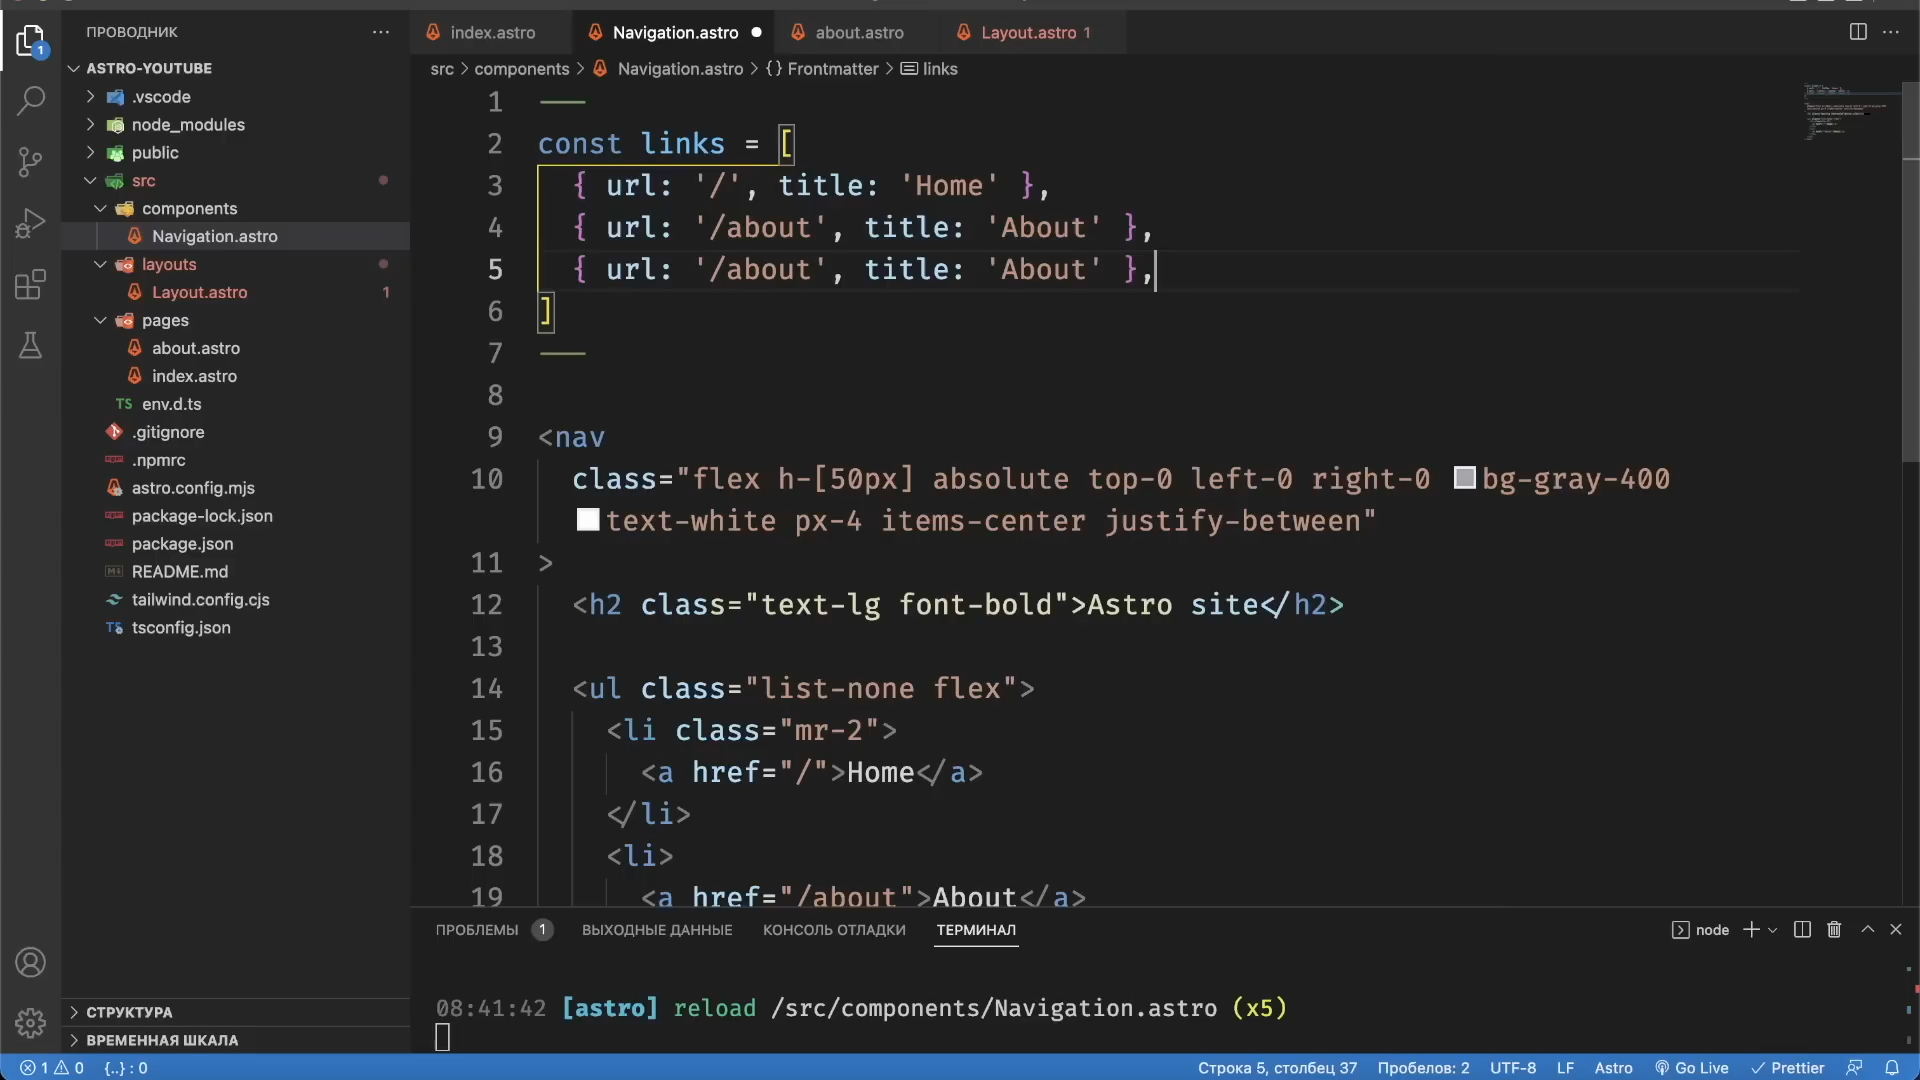 ПРОВОДНИК
ASTRO-YOUTUBE
.vscode
node_modules
public
src
components
Navigation.astro
layouts
Layout.astro 1
pages
about.astro
index.astro
TS env.d.ts
.gitignore
.npmrc
astro.config.mjs
package-lock.json
package.json
README.md
tailwind.config.cjs
tsconfig.json
СТРУКТУРА
ВРЕМЕННАЯ ШКАЛА
index.astro
Navigation.astro
about.astro
Layout.astro 1
src > components > Navigation.astro > {} Frontmatter > links
1 ---
2 const links = [
3 { url: '/', title: 'Home' },
4 { url: '/about', title: 'About' },
5 { url: '/about', title: 'About' },
6 ]
7 ---
8
9 <nav
10 class="flex h-[50px] absolute top-0 left-0 right-0 bg-gray-400
text-white px-4 items-center justify-between"
11 >
12 <h2 class="text-lg font-bold">Astro site</h2>
13
14 <ul class="list-none flex">
15 <li class="mr-2">
16 <a href="/">Home</a>
17 </li>
18 <li>
19 <a href="/about">About</a>
ПРОБЛЕМЫ 1 ВЫХОДНЫЕ ДАННЫЕ КОНСОЛЬ ОТЛАДКИ ТЕРМИНАЛ
node
08:41:42 [astro] reload /src/components/Navigation.astro (x5)
1 0 {..} : 0
Строка 5, столбец 37 Пробелов: 2 UTF-8 LF Astro Go Live Prettier